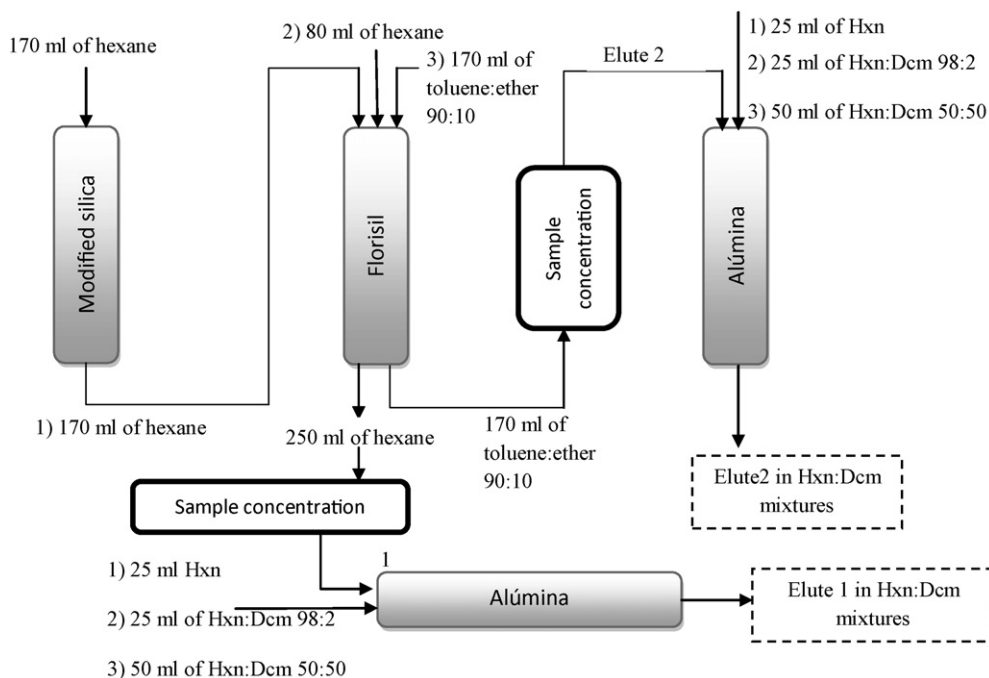 170 ml of hexane
Modified silica
1) 170 ml of hexane
2) 80 ml of hexane
3) 170 ml of
toluene:ether
90:10
Florisil
250 ml of hexane
170 ml of
toluene:ether
90:10
Sample
concentration
Elute 2
1) 25 ml of Hxn
2) 25 ml of Hxn:Dcm 98:2
3) 50 ml of Hxn:Dcm 50:50
Alúmina
Elute2 in Hxn:Dcm
mixtures
Sample concentration
1) 25 ml Hxn
2) 25 ml of Hxn:Dcm 98:2
3) 50 ml of Hxn:Dcm 50:50
1
Alúmina
Elute 1 in Hxn:Dcm
mixtures